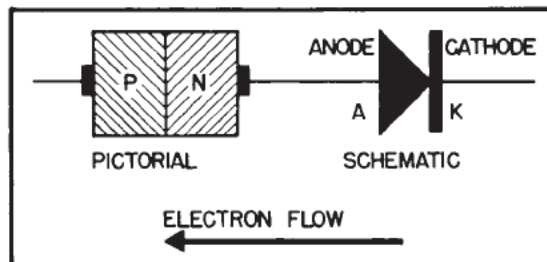 ANODE CATHODE
P N
A K
PICTORIAL SCHEMATIC
ELECTRON FLOW